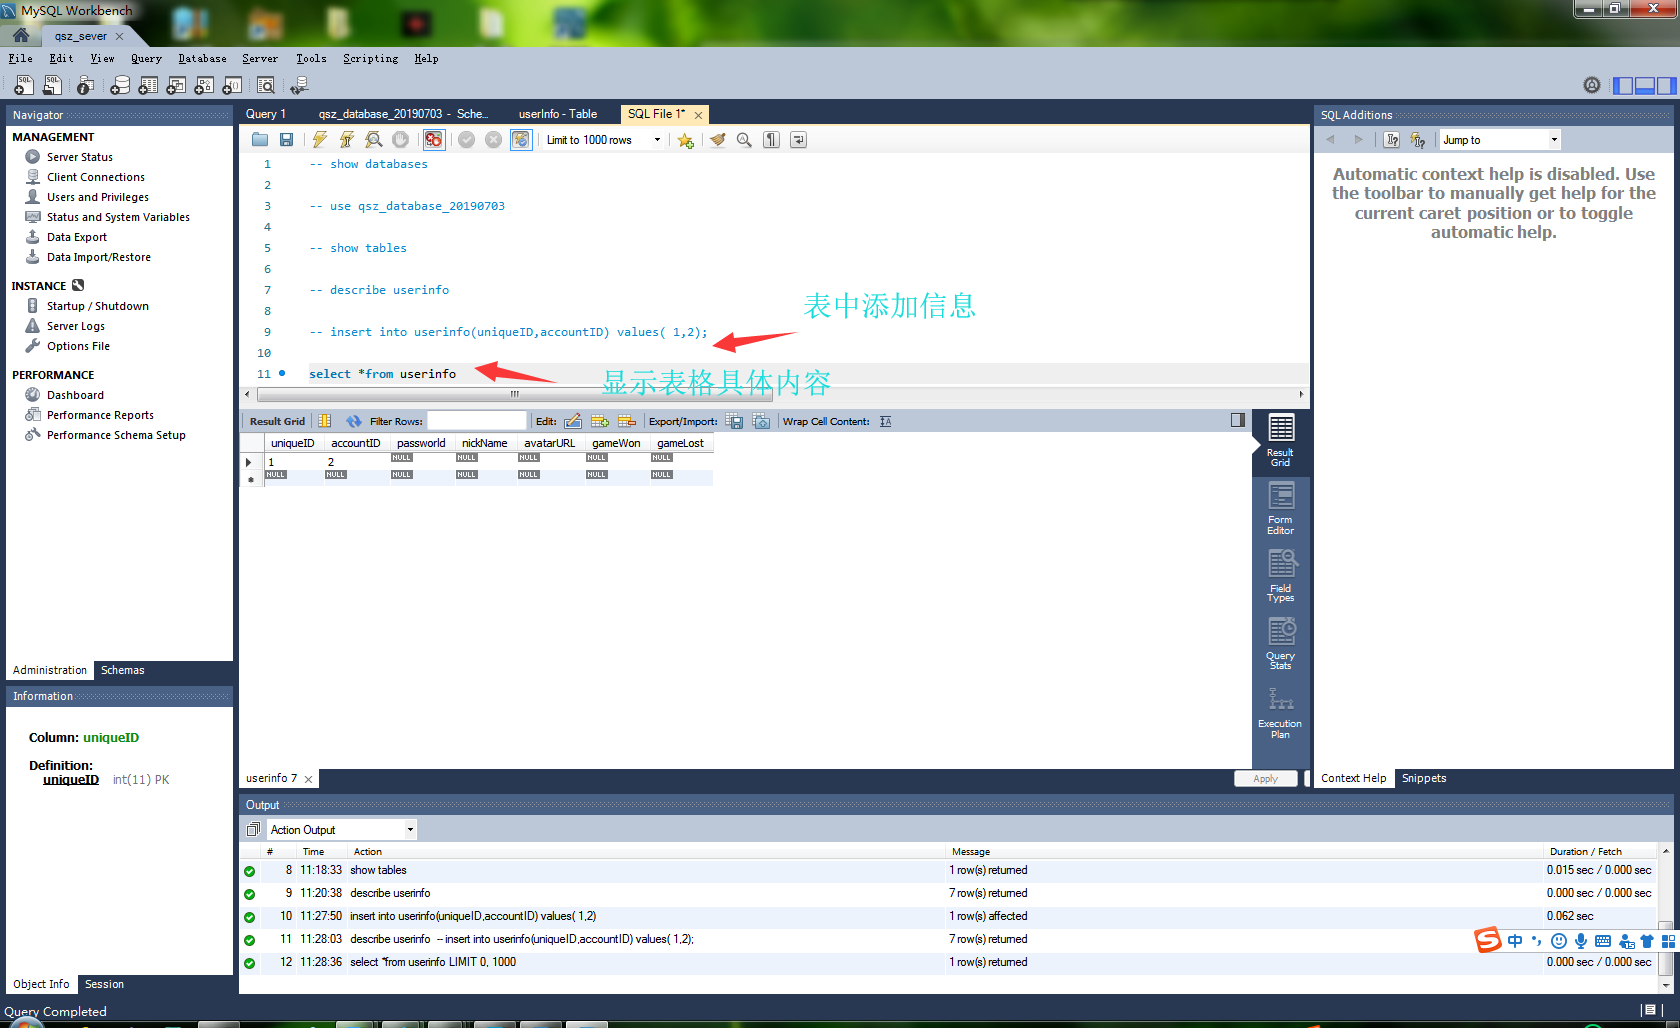 MySQL Workbench
qsz_sever
File Edit View Query Database Server Tools Scripting Help
Navigator
MANAGEMENT
Server Status
Client Connections
Users and Privileges
Status and System Variables
Data Export
Data Import/Restore
INSTANCE
Startup / Shutdown
Server Logs
Options File
PERFORMANCE
Dashboard
Performance Reports
Performance Schema Setup
Administration Schemas
Information
Column: uniqueID
Definition:
uniqueID int(11) PK
Object Info Session
Query 1 qsz_database_20190703 - Sche... userInfo - Table SQL File 1*
Limit to 1000 rows
1 -- show databases
2
3 -- use qsz_database_20190703
4
5 -- show tables
6
7 -- describe userinfo
8
表中添加信息
9 -- insert into userinfo(uniqueID,accountID) values( 1,2);
10
11 select *from userinfo
显示表格具体内容
Result Grid Filter Rows: Edit: Export/Import: Wrap Cell Content:
uniqueID accountID passworld nickName avatarURL gameWon gameLost
1 2 NULL NULL NULL NULL NULL
NULL NULL NULL NULL NULL NULL NULL
Result
Grid
Form
Editor
Field
Types
Query
Stats
Execution
Plan
userinfo 7
Apply
SQL Additions
Jump to
Automatic context help is disabled. Use
the toolbar to manually get help for the
current caret position or to toggle
automatic help.
Context Help Snippets
Output
Action Output
# Time Action Message Duration / Fetch
8 11:18:33 show tables 1 row(s) returned 0.015 sec / 0.000 sec
9 11:20:38 describe userinfo 7 row(s) returned 0.000 sec / 0.000 sec
10 11:27:50 insert into userinfo(uniqueID,accountID) values( 1,2) 1 row(s) affected 0.062 sec
11 11:28:03 describe userinfo -- insert into userinfo(uniqueID,accountID) values( 1,2); 7 row(s) returned
12 11:28:36 select *from userinfo LIMIT 0, 1000 1 row(s) returned 0.000 sec / 0.000 sec
中
Query Completed